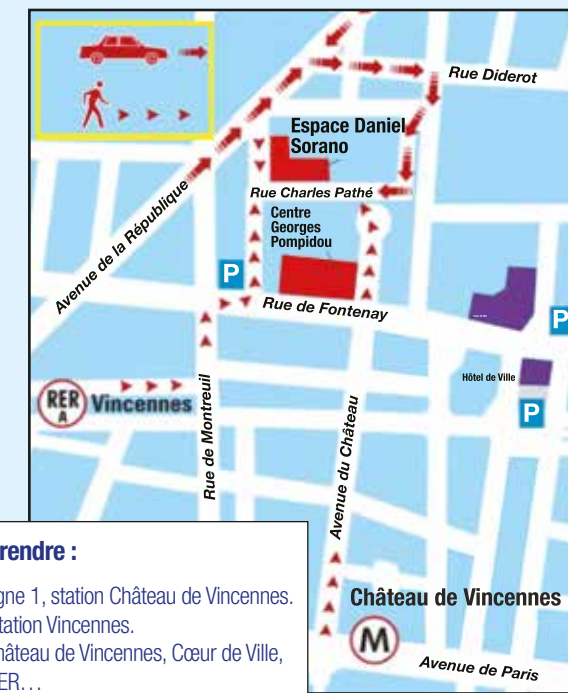 Rue Diderot
Espace Daniel
Sorano
Rue Charles Pathé
Avenue de la République
Centre
Georges
Pompidou
P
Rue de Fontenay
P
Hôtel de Ville
P
RER
A
Vincennes
Rue de Montreuil
Avenue du Château
rendre :
gne 1, station Château de Vincennes.
tation Vincennes.
hâteau de Vincennes, Cœur de Ville,
ER…
Château de Vincennes
M
Avenue de Paris